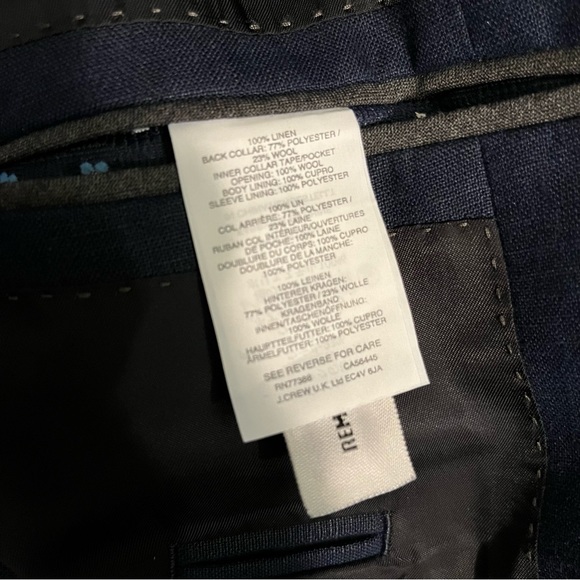 100% LINEN
BACK COLLAR: 77% POLYESTER /
23% WOOL
INNER COLLAR TAPE/POCKET
OPENING: 100% WOOL
BODY LINING: 100% CUPRO
SLEEVE LINING: 100% POLYESTER
100% LIN
COL ARRIÈRE: 77% POLYESTER /
23% LAINE
RUBAN COL INTÉRIEUR/OUVERTURES
DE POCHE: 100% LAINE
DOUBLURE DU CORPS: 100% CUPRO
DOUBLURE DE LA MANCHE:
100% POLYESTER
100% LEINEN
HINTERER KRAGEN:
77% POLYESTER / 23% WOLLE
KRAGENBAND
INNEN/TASCHENÖFFNUNG:
100% WOLLE
HAUPTTEILFUTTER: 100% CUPRO
ÄRMELFUTTER: 100% POLYESTER
SEE REVERSE FOR CARE
RN77388 CA56445
J.CREW U.K. Ltd EC4V 6JA
REM